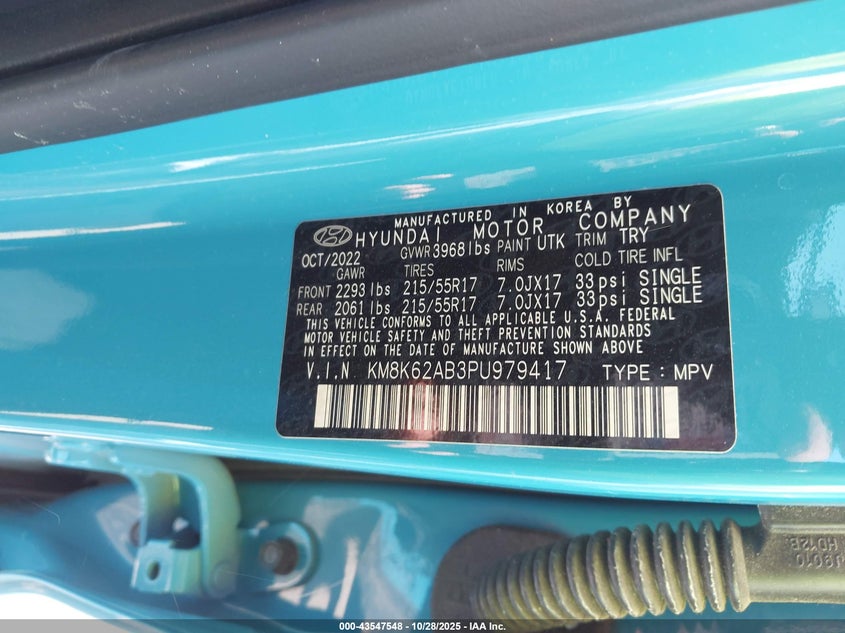 MANUFACTURED IN KOREA BY
HYUNDAI MOTOR COMPANY
OCT/2022 GVWR 3968lbs PAINT UTK TRIM TRY
GAWR TIRES RIMS COLD TIRE INFL
FRONT 2293lbs 215/55R17 7.0JX17 33psi SINGLE
REAR 2061lbs 215/55R17 7.0JX17 33psi SINGLE
THIS VEHICLE CONFORMS TO ALL APPLICABLE U.S.A. FEDERAL
MOTOR VEHICLE SAFETY AND THEFT PREVENTION STANDARDS
IN EFFECT ON THE DATE OF MANUFACTURE SHOWN ABOVE
V.I.N KM8K62AB3PU979417 TYPE : MPV
000-43547548 - 10/28/2025 - IAA Inc.